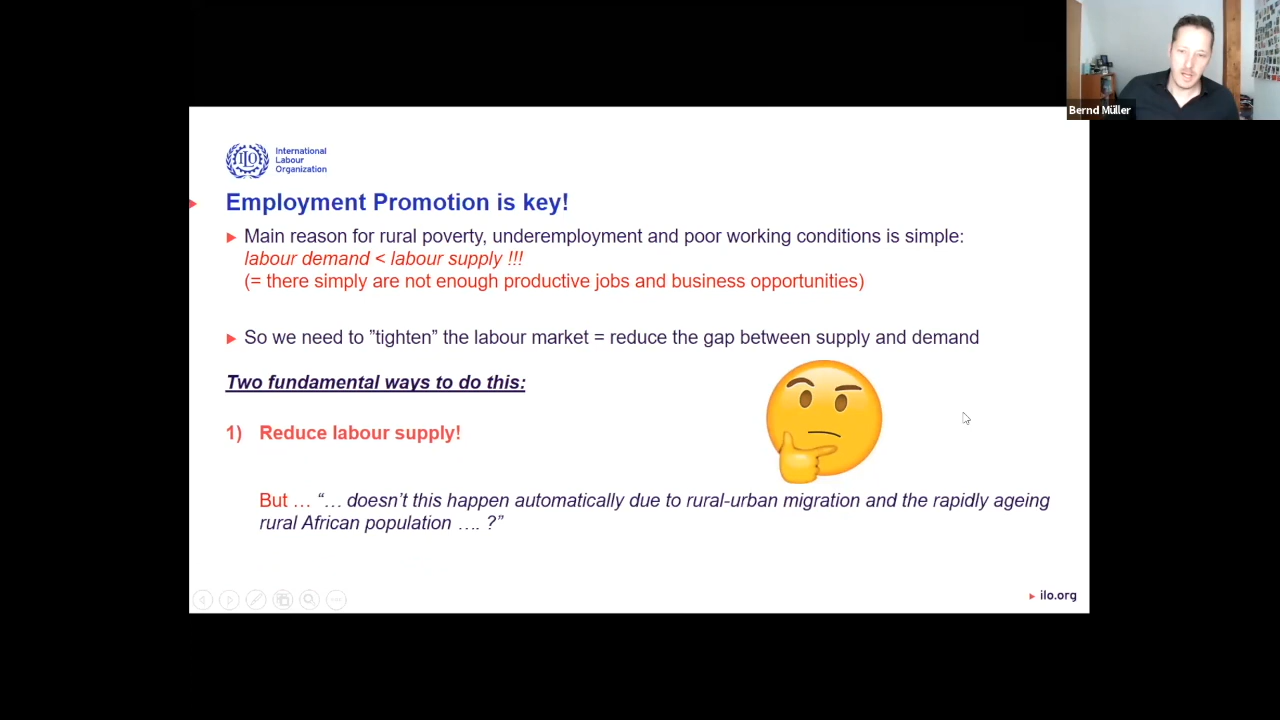 Bernd Müller
International
Labour
Organization
Employment Promotion is key!
Main reason for rural poverty, underemployment and poor working conditions is simple:
labour demand < labour supply !!!
(= there simply are not enough productive jobs and business opportunities)
So we need to ”tighten” the labour market = reduce the gap between supply and demand
Two fundamental ways to do this:
1) Reduce labour supply!
But … “… doesn’t this happen automatically due to rural-urban migration and the rapidly ageing
rural African population …. ?”
ilo.org